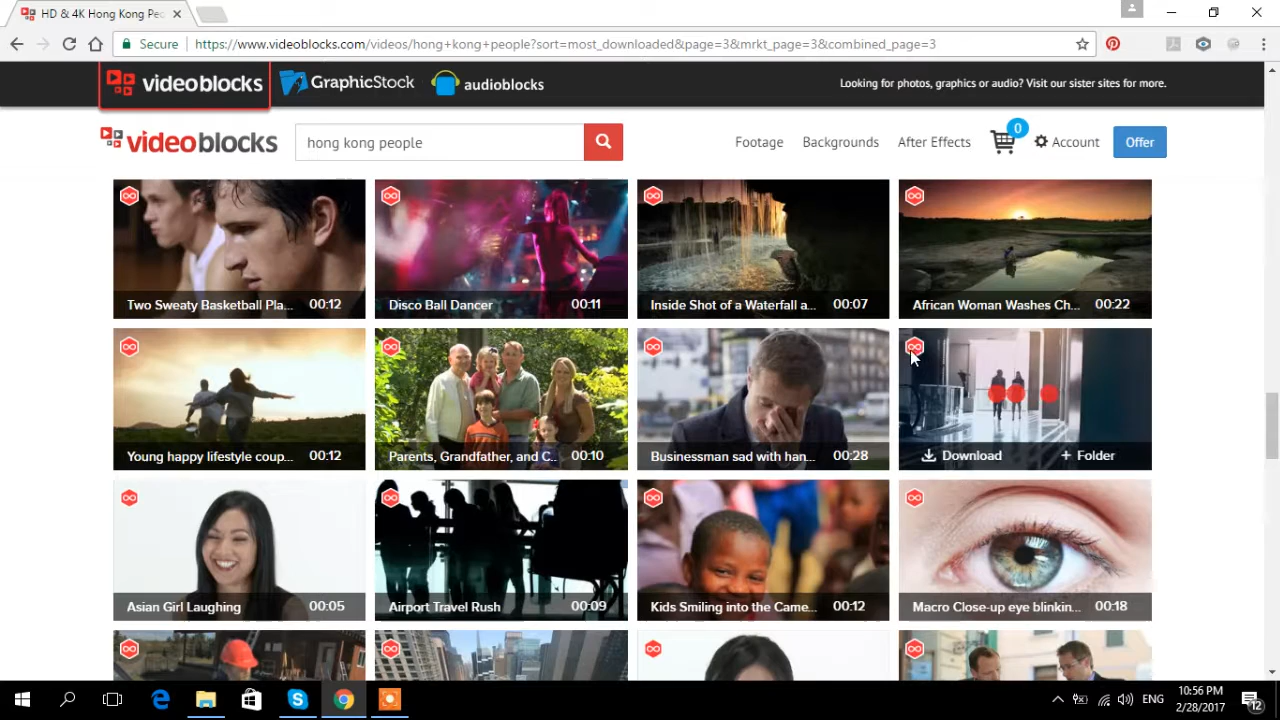 HD & 4K Hong Kong Peo
Secure
https://www.videoblocks.com/videos/hong+kong+people?sort=most_downloaded&page=3&mrkt_page=3&combined_page=3
videoblocks
GraphicStock
audioblocks
Looking for photos, graphics or audio? Visit our sister sites for more.
videoblocks
hong kong people
Footage
Backgrounds
After Effects
0
Account
Offer
Two Sweaty Basketball Pla... 00:12
Disco Ball Dancer 00:11
Inside Shot of a Waterfall a... 00:07
African Woman Washes Ch... 00:22
Young happy lifestyle coup... 00:12
Parents, Grandfather, and C.. 00:10
Businessman sad with han... 00:28
Download + Folder
Asian Girl Laughing 00:05
Airport Travel Rush 00:09
Kids Smiling into the Came... 00:12
Macro Close-up eye blinkin... 00:18
ENG
10:56 PM
2/28/2017
12